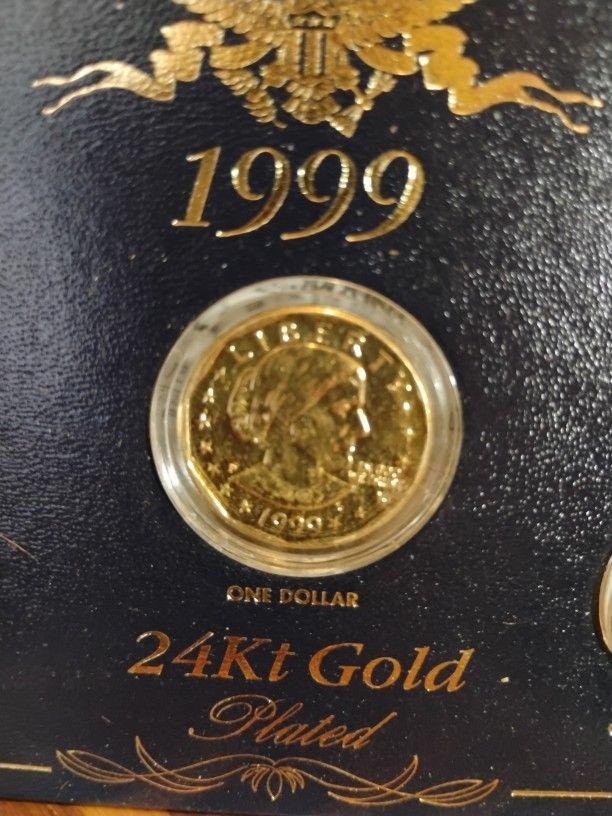 1999
LIBERTY
P
1999
ONE DOLLAR
24Kt Gold
Plated